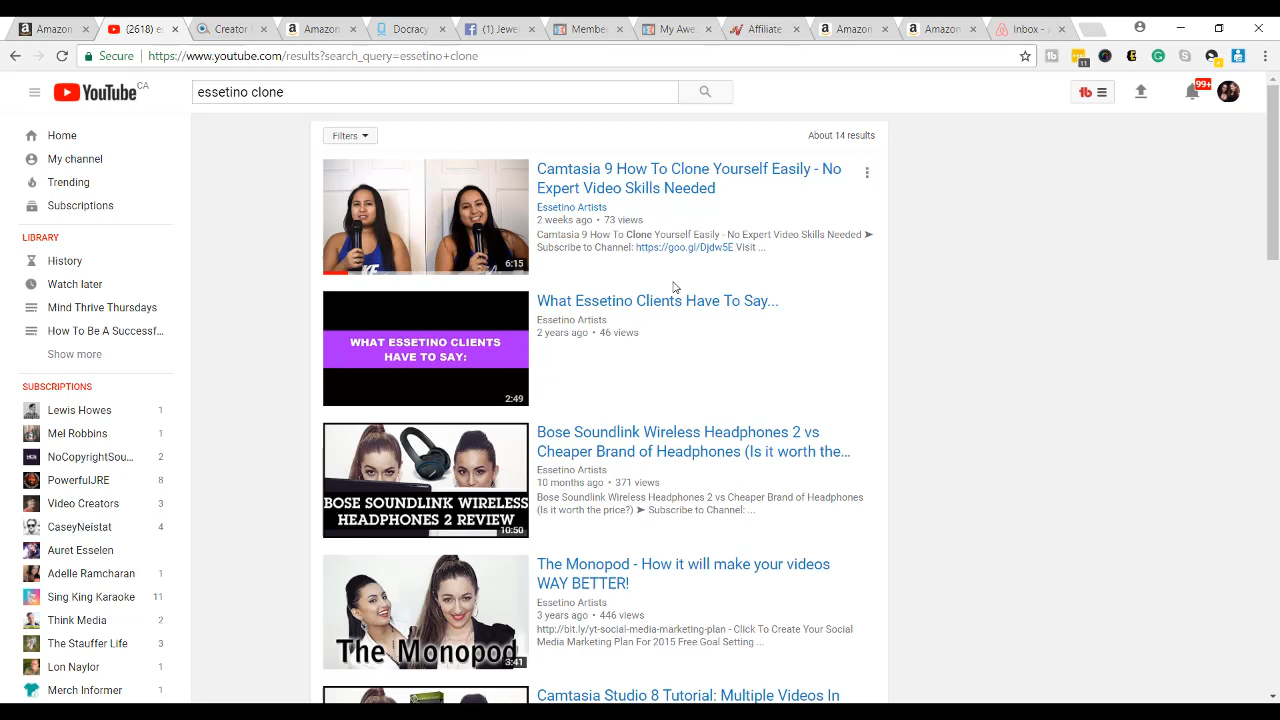 Amazon
(2618) es
Creator
Amazon
Docracy
(1) Jewel
Membe
My Awe
Affiliate
Amazon
Amazon
Inbox -
Secure
https://www.youtube.com/results?search_query=essetino+clone
11
YouTube CA
essetino clone
99+
Home
My channel
Trending
Subscriptions
LIBRARY
History
Watch later
Mind Thrive Thursdays
How To Be A Successf...
Show more
SUBSCRIPTIONS
Lewis Howes 1
Mel Robbins 1
NoCopyrightSou... 2
PowerfulJRE 8
Video Creators 3
CaseyNeistat 4
Auret Esselen
Adelle Ramcharan 1
Sing King Karaoke 11
Think Media 2
The Stauffer Life 3
Lon Naylor 1
Merch Informer 1
Filters
About 14 results
6:15
Camtasia 9 How To Clone Yourself Easily - No
Expert Video Skills Needed
Essetino Artists
2 weeks ago • 73 views
Camtasia 9 How To Clone Yourself Easily - No Expert Video Skills Needed ➤
Subscribe to Channel: https://goo.gl/Djdw5E Visit ...
WHAT ESSETINO CLIENTS
HAVE TO SAY:
2:49
What Essetino Clients Have To Say...
Essetino Artists
2 years ago • 46 views
BOSE SOUNDLINK WIRELESS
HEADPHONES 2 REVIEW
10:50
Bose Soundlink Wireless Headphones 2 vs
Cheaper Brand of Headphones (Is it worth the...
Essetino Artists
10 months ago • 371 views
Bose Soundlink Wireless Headphones 2 vs Cheaper Brand of Headphones
(Is it worth the price?) ➤ Subscribe to Channel: ...
The Monopod
3:41
The Monopod - How it will make your videos
WAY BETTER!
Essetino Artists
3 years ago • 446 views
http://bit.ly/yt-social-media-marketing-plan - Click To Create Your Social
Media Marketing Plan For 2015 Free Goal Setting ...
Camtasia Studio 8 Tutorial: Multiple Videos In